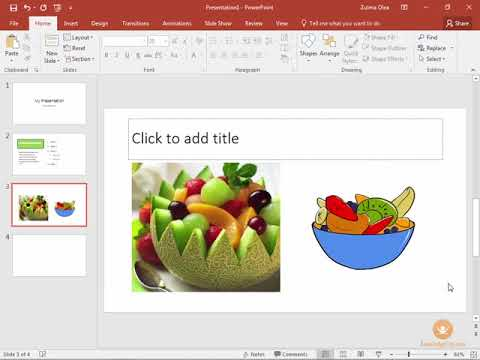 Presentation1 - PowerPoint
Zulma Olea
File
Home
Insert
Design
Transitions
Animations
Slide Show
Review
View
Tell me what you want to do...
Share
Paste
New
Slide
Layout
Reset
Section
Shapes
Arrange
Quick
Styles
Shape Fill
Shape Outline
Shape Effects
Find
Replace
Select
Clipboard
Slides
Font
Paragraph
Drawing
Editing
1
My Presentation
2
3
4
Click to add title
Slide 3 of 4
Notes
Comments